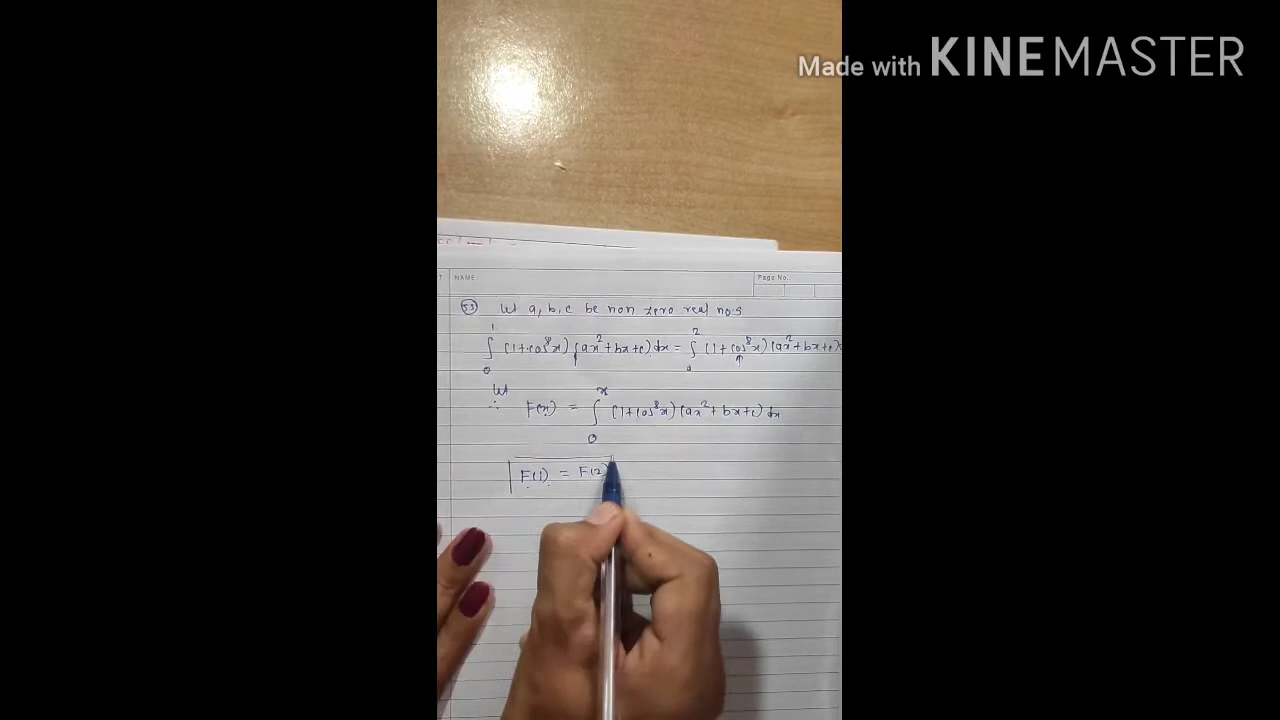 Made with KINEMASTER
NAME:
Page No.
53 Let a, b, c be non zero real nos
∫₀¹ (1+cos⁸x)(ax²+bx+c)dx = ∫₀² (1+cos⁸x)(ax²+bx+c)
Let
∴ F(x) = ∫₀ˣ (1+cos⁸x)(ax²+bx+c)dx
F(1) = F(2)